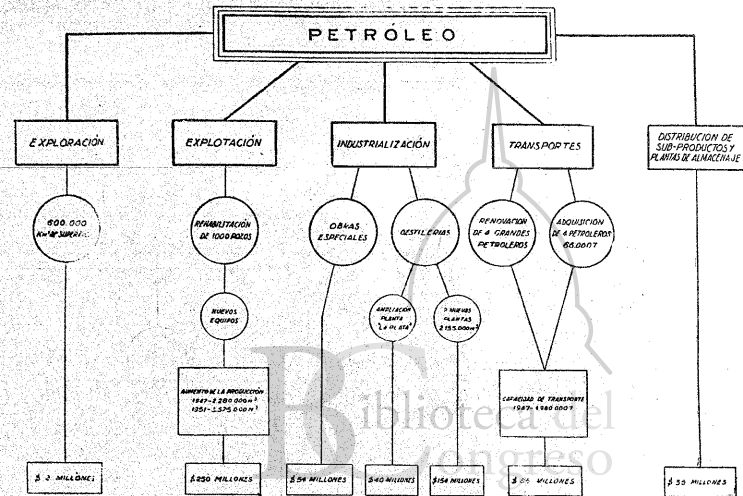 PETRÓLEO
EXPLORACIÓN
EXPLOTACIÓN
INDUSTRIALIZACIÓN
TRANSPORTES
DISTRIBUCION DE
SUB-PRODUCTOS Y
PLANTAS DE ALMACENAJE
600.000
REHABILITACIÓN
DE 1000 POZOS
OBRAS
ESPECIALES
DESTILERIAS
RENOVACION
DE 4 GRANDES
PETROLEROS
ADQUISICIÓN
DE 4 PETROLEROS
66.000 T
NUEVOS
EQUIPOS
AMPLIACION
PLANTA
"LA PLATA"
NUEVAS
PLANTAS
AUMENTO DE LA PRODUCCIÓN
CAPACIDAD DE TRANSPORTE
MILLONES
$ 250 MILLONES
$ 54 MILLONES
$ 40 MILLONES
$ 154 MILLONES
MILLONES
MILLONES
Biblioteca del
Congreso